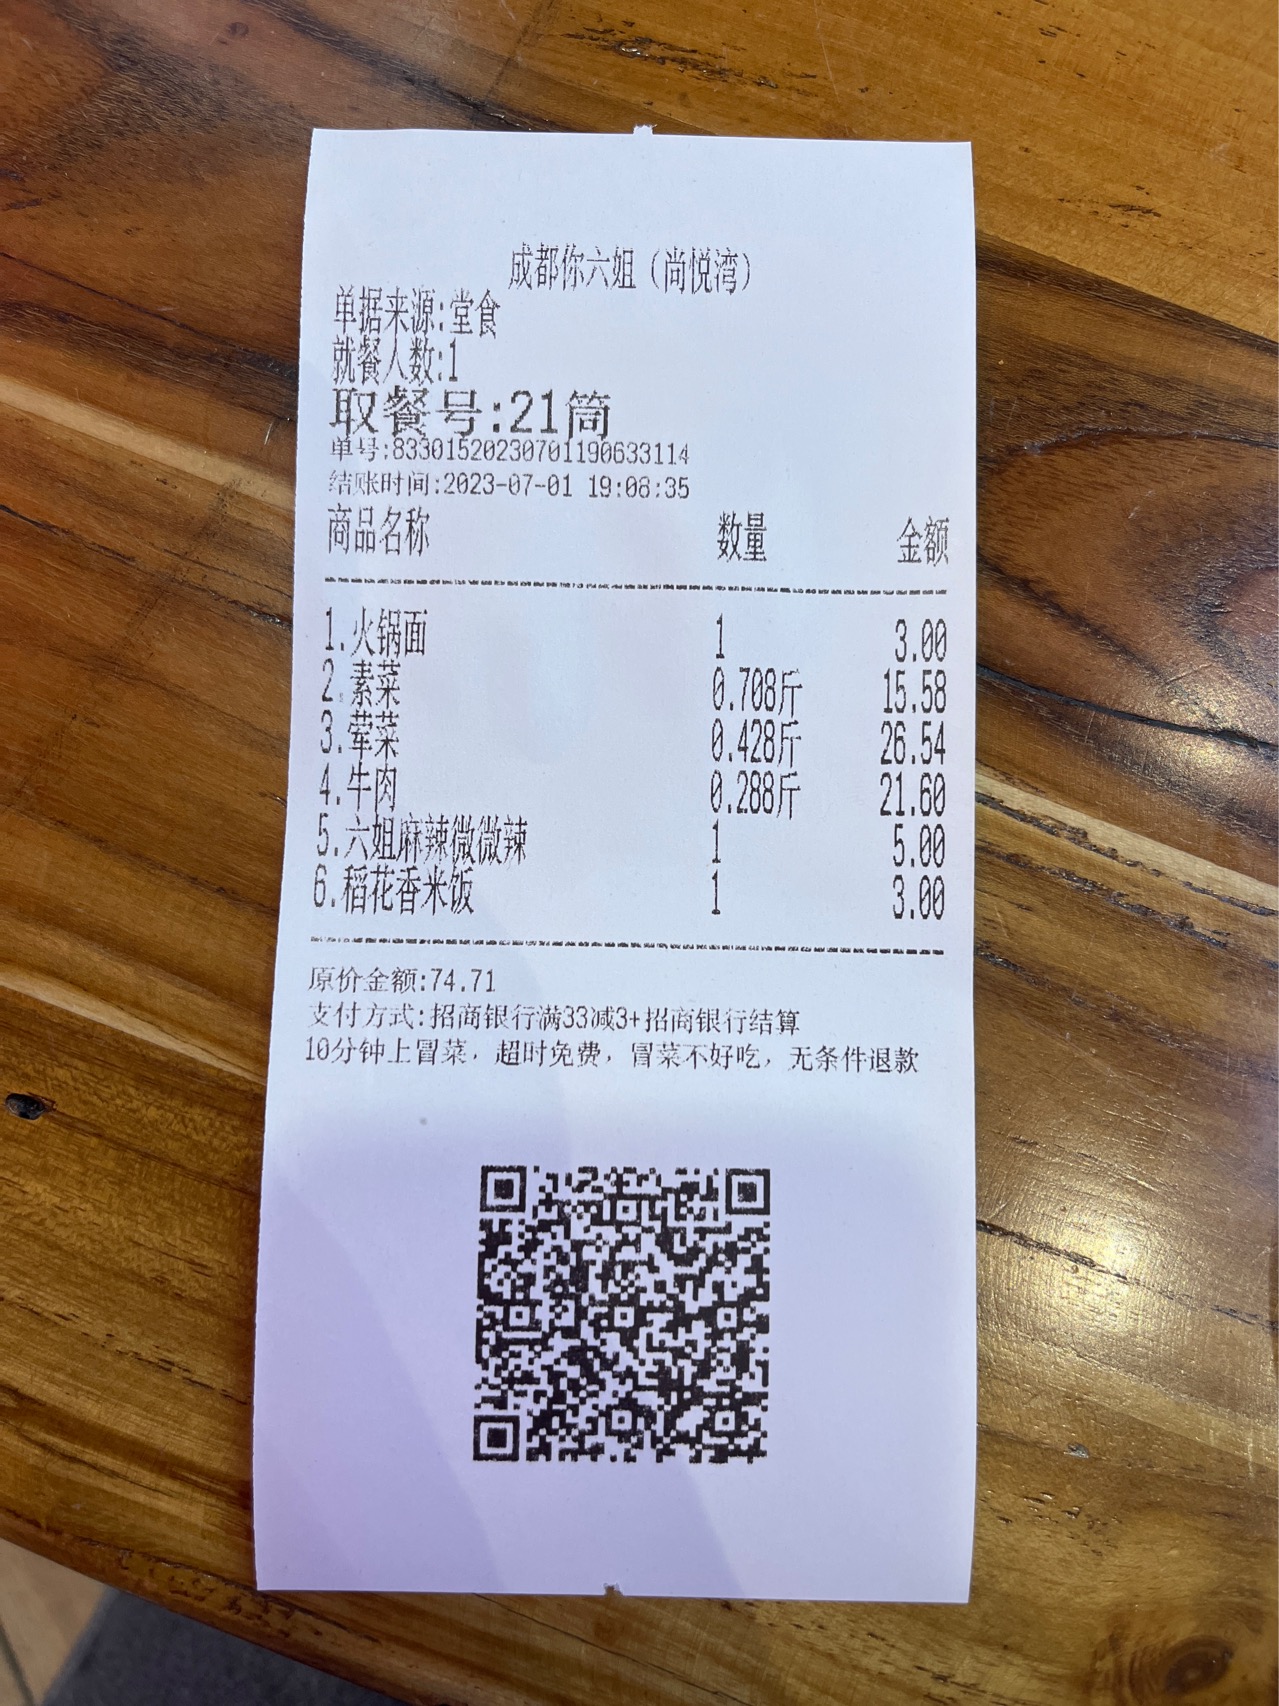 成都你六姐（尚悦湾）
单据来源:堂食
就餐人数:1
取餐号:21筒
单号:833015202307011190633114
结账时间:2023-07-01 19:08:35
商品名称 数量 金额
1.火锅面 1 3.00
2.素菜 0.708斤 15.58
3.荤菜 0.428斤 26.54
4.牛肉 0.288斤 21.60
5.六姐麻辣微微辣 1 5.00
6.稻花香米饭 1 3.00
原价金额:74.71
支付方式:招商银行满33减3+招商银行结算
10分钟上冒菜，超时免费，冒菜不好吃，无条件退款